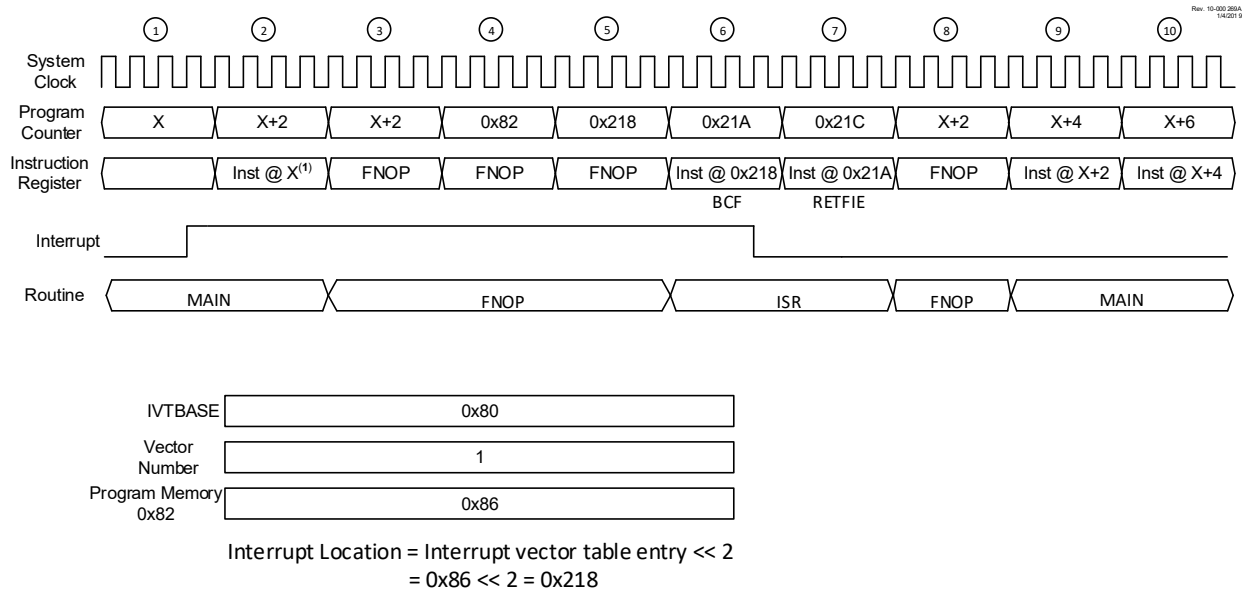 Rev. 10-000 269A
1/4/201 9
1 2 3 4 5 6 7 8 9 10
System
Clock
Program
Counter
X X+2 X+2 0x82 0x218 0x21A 0x21C X+2 X+4 X+6
Instruction
Register
Inst @ X(1) FNOP FNOP FNOP Inst @ 0x218 Inst @ 0x21A FNOP Inst @ X+2 Inst @ X+4
BCF RETFIE
Interrupt
Routine MAIN FNOP ISR FNOP MAIN
IVTBASE 0x80
Vector
Number
1
Program Memory
0x82
0x86
Interrupt Location = Interrupt vector table entry << 2
= 0x86 << 2 = 0x218